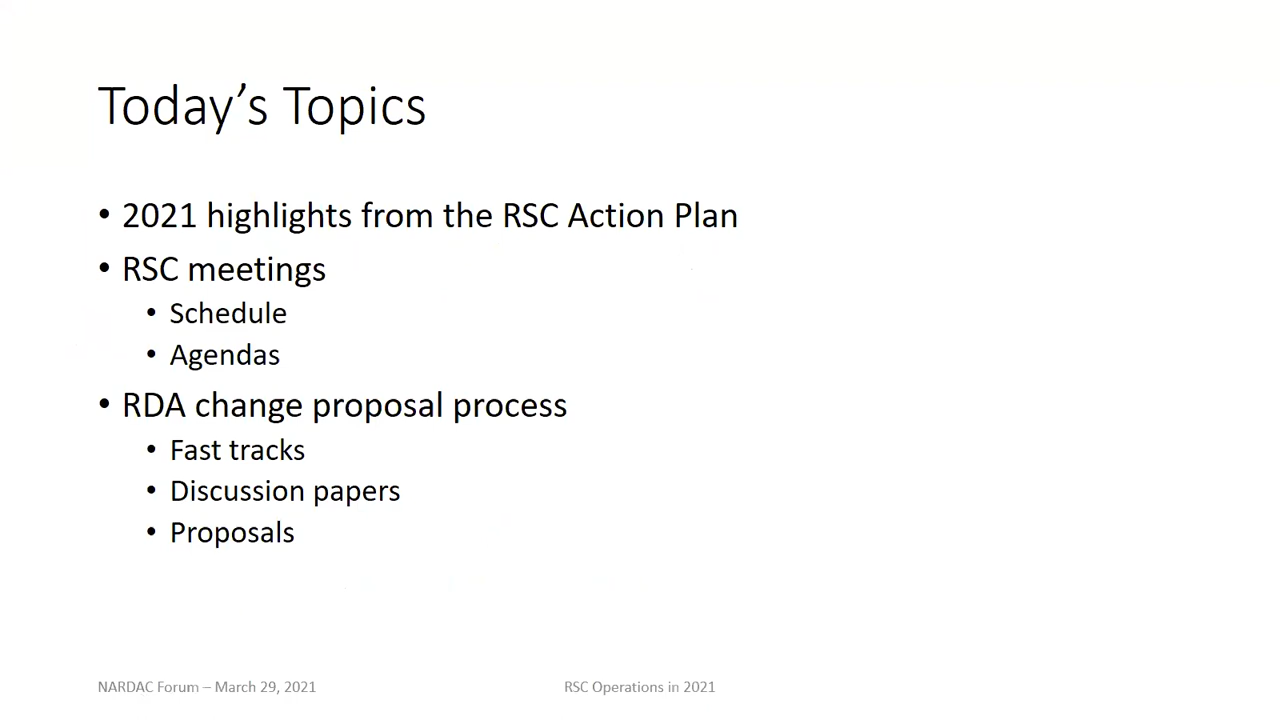 Today’s Topics
• 2021 highlights from the RSC Action Plan
• RSC meetings
• Schedule
• Agendas
• RDA change proposal process
• Fast tracks
• Discussion papers
• Proposals
NARDAC Forum – March 29, 2021
RSC Operations in 2021